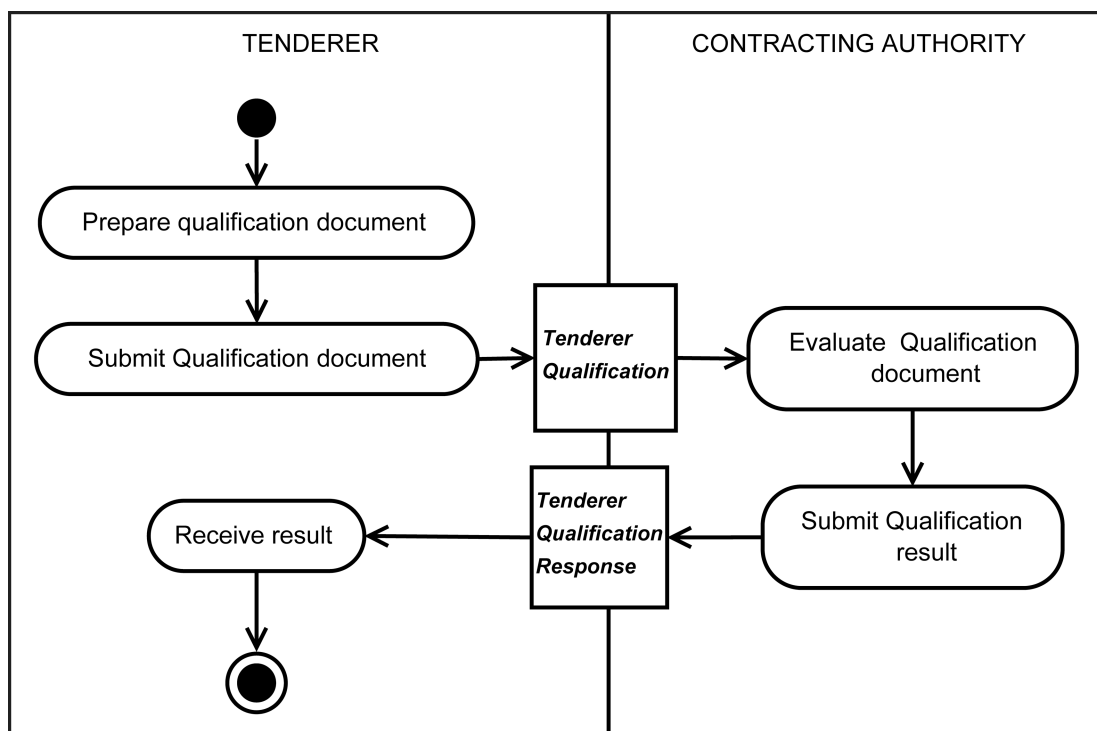 TENDERER
CONTRACTING AUTHORITY
Prepare qualification document
Submit Qualification document
Tenderer
Qualification
Evaluate  Qualification
document
Receive result
Tenderer
Qualification
Response
Submit Qualification
result